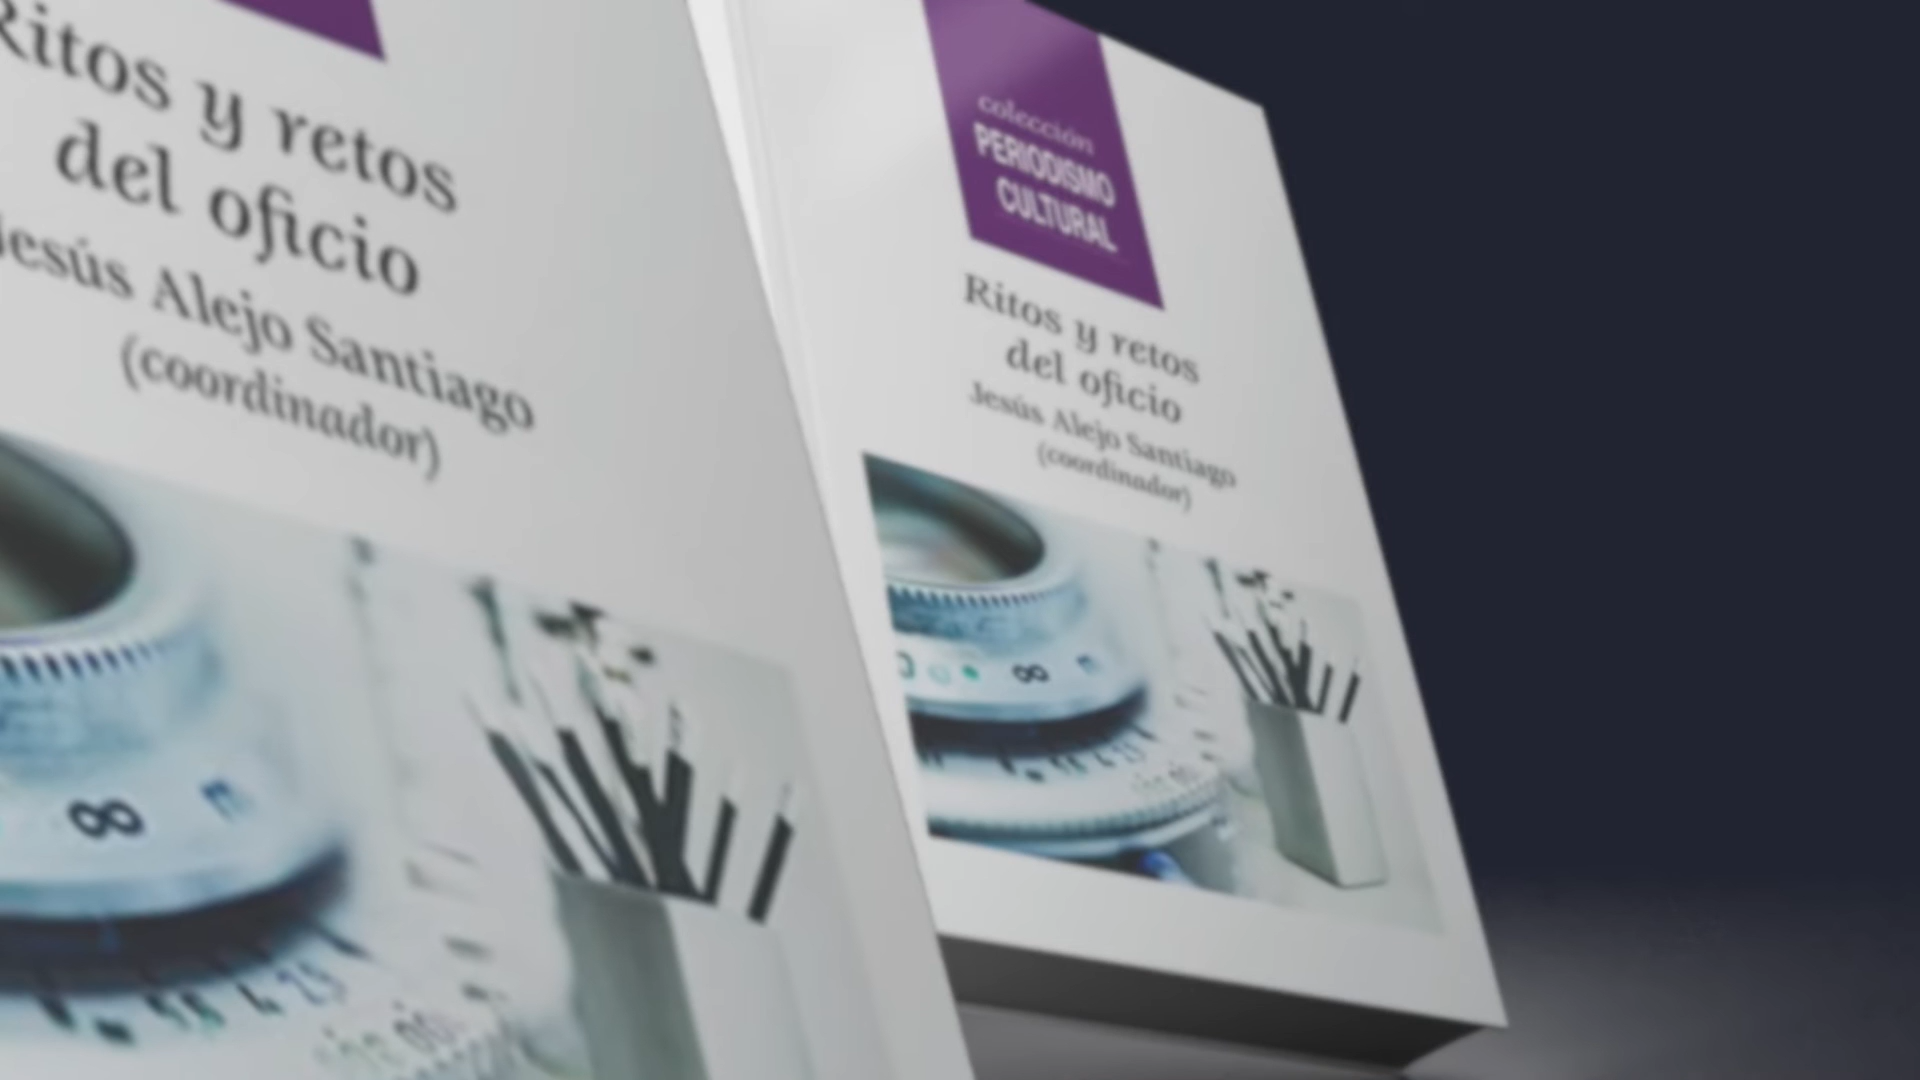 Ritos y retos
del oficio
Jesús Alejo Santiago
(coordinador)
∞
colección
PERIODISMO
CULTURAL
Ritos y retos
del oficio
Jesús Alejo Santiago
(coordinador)
∞